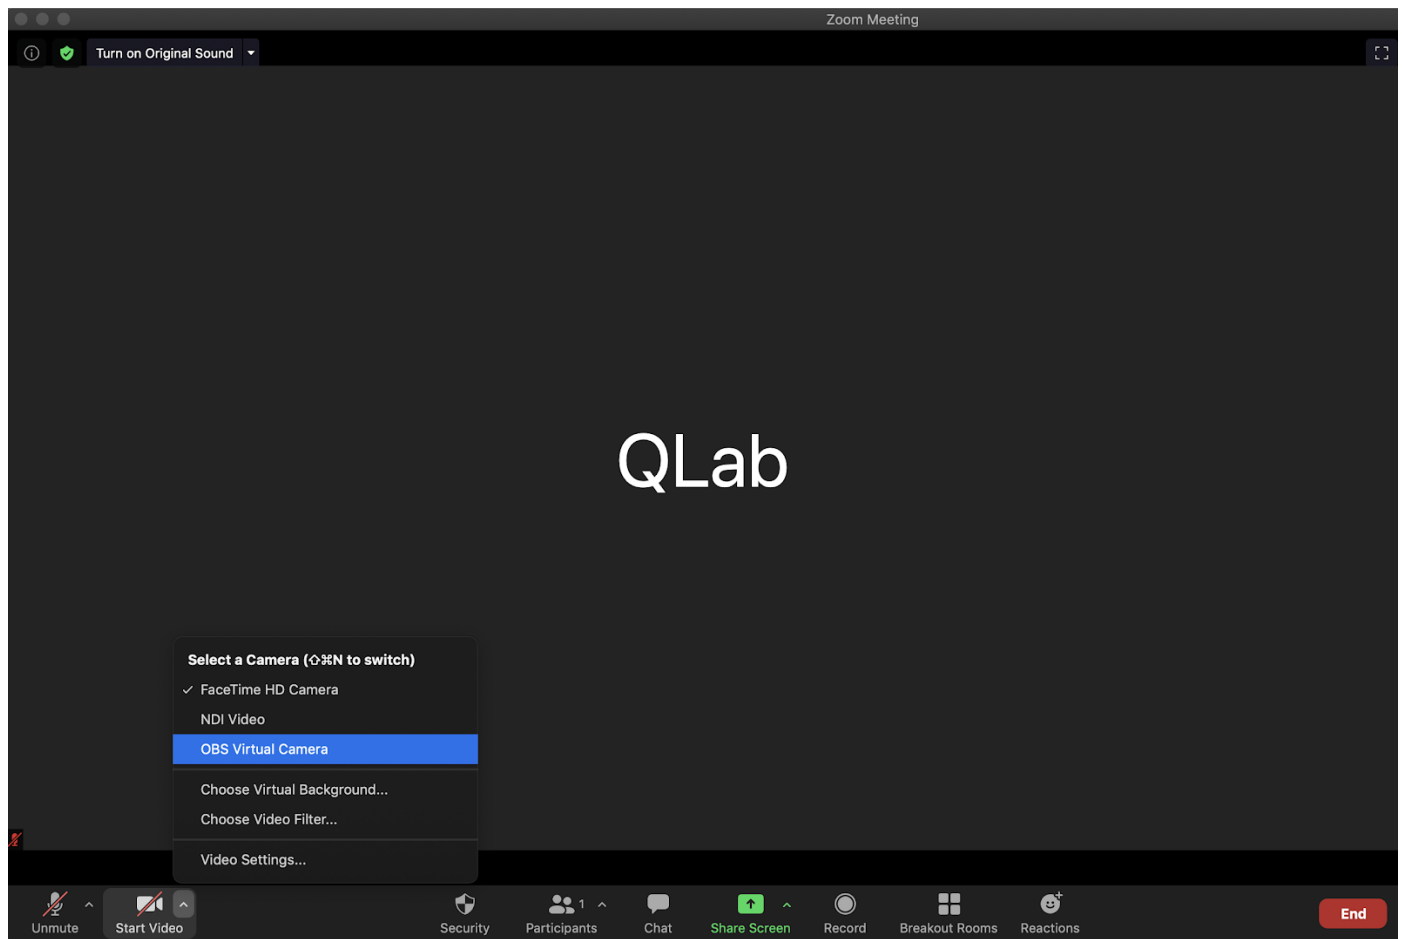 Zoom Meeting
Turn on Original Sound
QLab
Select a Camera (⇧⌘N to switch)
✓ FaceTime HD Camera
NDI Video
OBS Virtual Camera
Choose Virtual Background...
Choose Video Filter...
Video Settings...
1
Unmute
Start Video
Security
Participants
Chat
Share Screen
Record
Breakout Rooms
Reactions
End